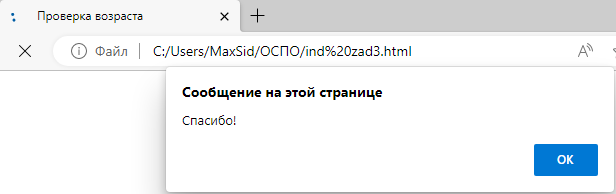 Проверка возраста
Файл C:/Users/MaxSid/ОСПО/ind%20zad3.html
Сообщение на этой странице
Спасибо!
ОК